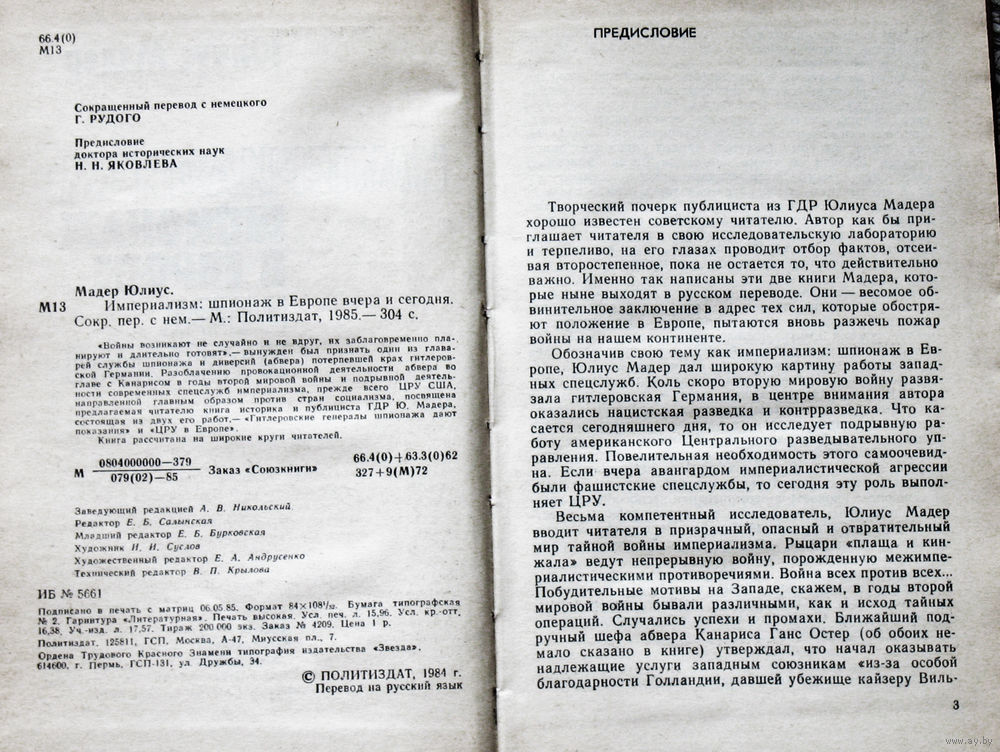 66.4(0)
М13
Сокращенный перевод с немецкого
Г. РУДОГО
Предисловие
доктора исторических наук
Н. Н. ЯКОВЛЕВА
Мадер Юлиус.
М13 Империализм: шпионаж в Европе вчера и сегодня.
Сокр. пер. с нем.— М.: Политиздат, 1985.— 304 с.
«Войны возникают не случайно и не вдруг, их заблаговременно пла-
нируют и длительно готовят»,— вынужден был признать один из глава-
рей службы шпионажа и диверсий (абвера) потерпевшей крах гитлеров-
ской Германии. Разоблачению провокационной деятельности абвера во
главе с Канарисом в годы второй мировой войны и подрывной деятель-
ности современных спецслужб империализма, прежде всего ЦРУ США,
направленной главным образом против стран социализма, посвящена
предлагаемая читателю книга историка и публициста ГДР Ю. Мадера,
состоящая из двух его работ,— «Гитлеровские генералы шпионажа дают
показания» и «ЦРУ в Европе».
Книга рассчитана на широкие круги читателей.
М 0804000000—379 Заказ «Союзкниги» 66.4(0)+63.3(0)62
079(02)—85 327+9(М)72
Заведующий редакцией А. В. Никольский
Редактор Е. Б. Салынская
Младший редактор Е. Б. Бурковская
Художник И. И. Суслов
Художественный редактор Е. А. Андрусенко
Технический редактор В. П. Крылова
ИБ № 5661
Подписано в печать с матриц 06.05.85. Формат 84×108¹/₃₂. Бумага типографская
№ 2. Гарнитура «Литературная». Печать высокая. Усл печ. л. 15,96. Усл. кр.-отт.
16,38. Уч.-изд. л. 17,57. Тираж 200 000 экз. Заказ № 4209. Цена 1 р.
Политиздат. 125811, ГСП. Москва, А-47, Миусская пл., 7.
Ордена Трудового Красного Знамени типография издательства «Звезда».
614600, г. Пермь, ГСП-131, ул. Дружбы, 34.
© ПОЛИТИЗДАТ, 1984 г.
Перевод на русский язык
ПРЕДИСЛОВИЕ
Творческий почерк публициста из ГДР Юлиуса Мадера
хорошо известен советскому читателю. Автор как бы при-
глашает читателя в свою исследовательскую лабораторию
и терпеливо, на его глазах проводит отбор фактов, отсеи-
вая второстепенное, пока не остается то, что действительно
важно. Именно так написаны эти две книги Мадера, кото-
рые ныне выходят в русском переводе. Они — весомое об-
винительное заключение в адрес тех сил, которые обостря-
ют положение в Европе, пытаются вновь разжечь пожар
войны на нашем континенте.
Обозначив свою тему как империализм: шпионаж в Ев-
ропе, Юлиус Мадер дал широкую картину работы запад-
ных спецслужб. Коль скоро вторую мировую войну развя-
зала гитлеровская Германия, в центре внимания автора
оказались нацистская разведка и контрразведка. Что ка-
сается сегодняшнего дня, то он исследует подрывную ра-
боту американского Центрального разведывательного уп-
равления. Повелительная необходимость этого самоочевид-
на. Если вчера авангардом империалистической агрессии
были фашистские спецслужбы, то сегодня эту роль выпол-
няет ЦРУ.
Весьма компетентный исследователь, Юлиус Мадер
вводит читателя в призрачный, опасный и отвратительный
мир тайной войны империализма. Рыцари «плаща и кин-
жала» ведут непрерывную войну, порожденную межимпе-
риалистическими противоречиями. Война всех против всех...
Побудительные мотивы на Западе, скажем, в годы второй
мировой войны бывали различными, как и исход тайных
операций. Случались успехи и промахи. Ближайший под-
ручный шефа абвера Канариса Ганс Остер (об обоих не-
мало сказано в книге) утверждал, что начал оказывать
надлежащие услуги западным союзникам «из-за особой
благодарности Голландии, давшей убежище кайзеру Виль-
3
www.ay.by